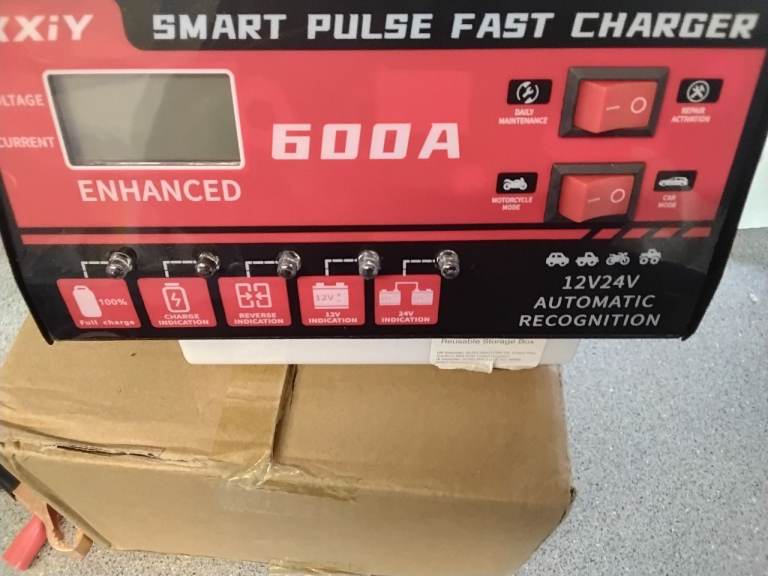 XXiY SMART PULSE FAST CHARGER
VOLTAGE
CURRENT
600A
ENHANCED
DAILY
MAINTENANCE
REPAIR
ACTIVATION
MOTORCYCLE
MODE
CAR
MODE
100%
Full charge
CHARGE
INDICATION
REVERSE
INDICATION
12V
12V
INDICATION
24V
INDICATION
12V24V
AUTOMATIC
RECOGNITION
Reusable Storage Box